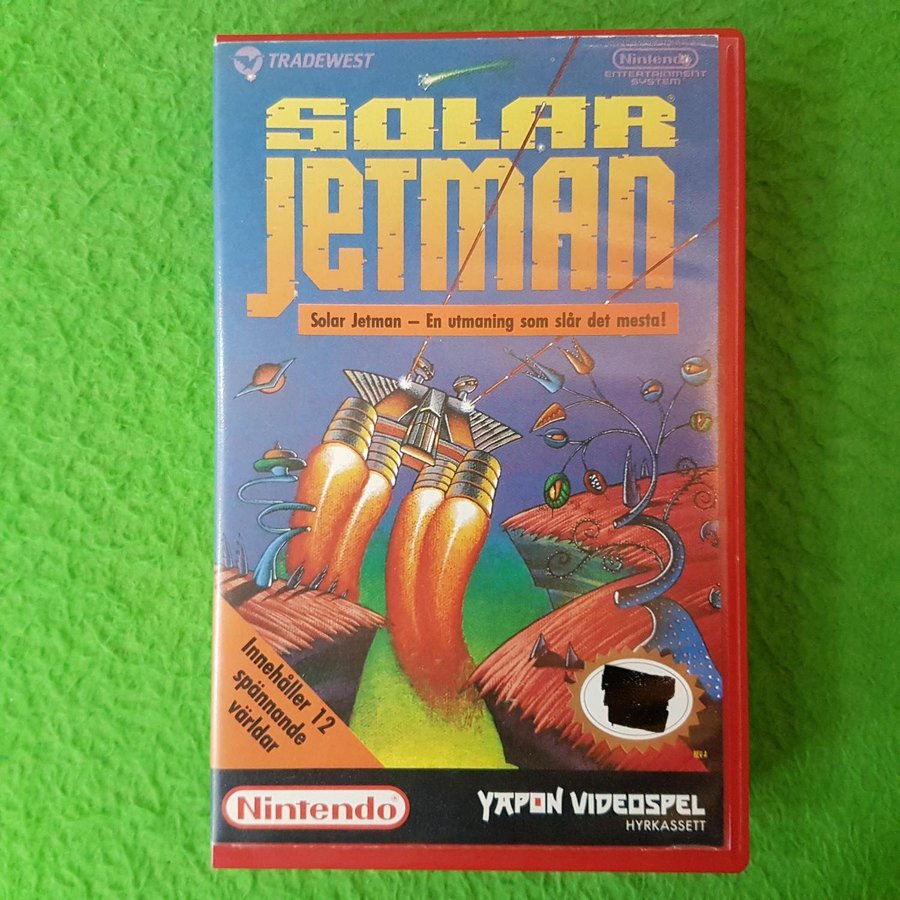 TRADEWEST
Nintendo
ENTERTAINMENT
SYSTEM
SOLAR
JETMAN
Solar Jetman – En utmaning som slår det mesta!
Innehåller 12
spännande
världar
REV-A
Nintendo
YAPON VIDEOSPEL
HYRKASSETT